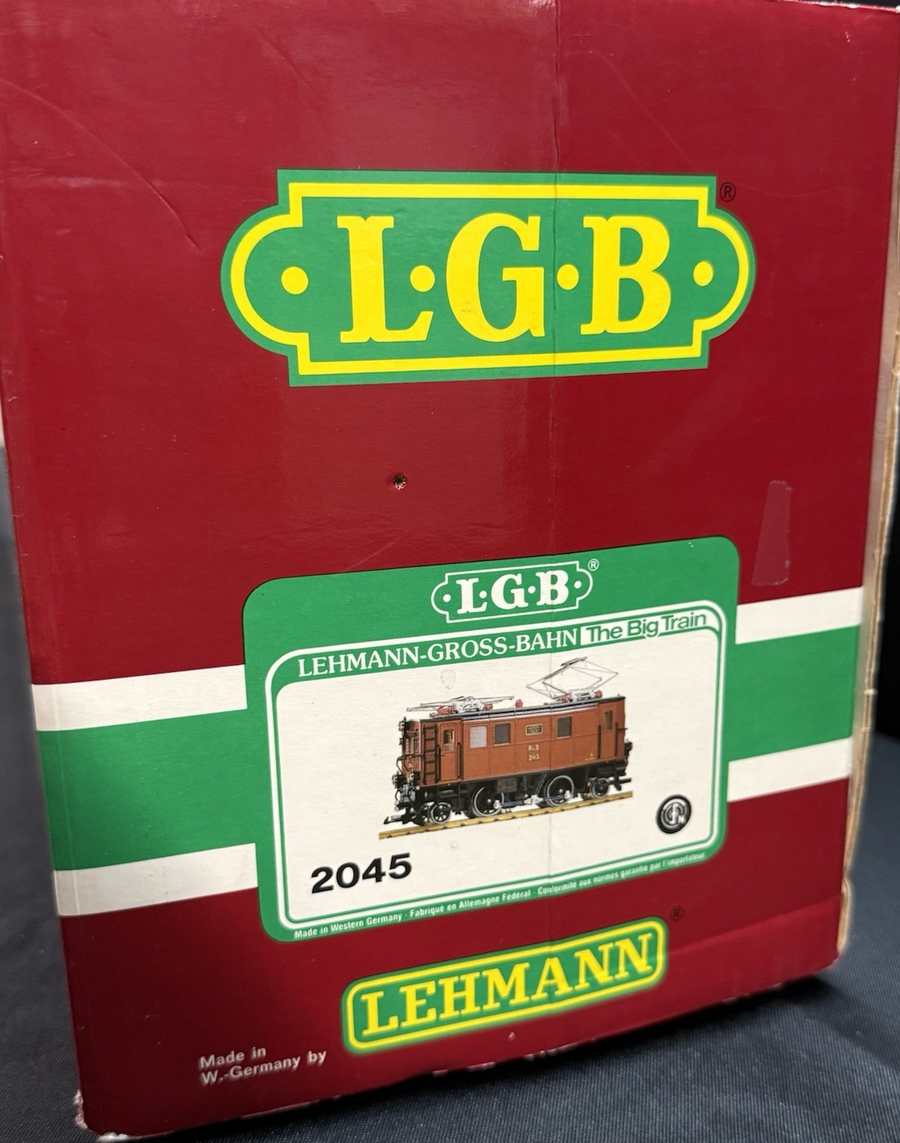 L·G·B ®
L·G·B ®
LEHMANN-GROSS-BAHN The Big Train
2045
Made in Western Germany · Fabriqué en Allemagne Fédéral · Conformité aux normes garantie par l'importateur
LEHMANN ®
Made in
W.-Germany by